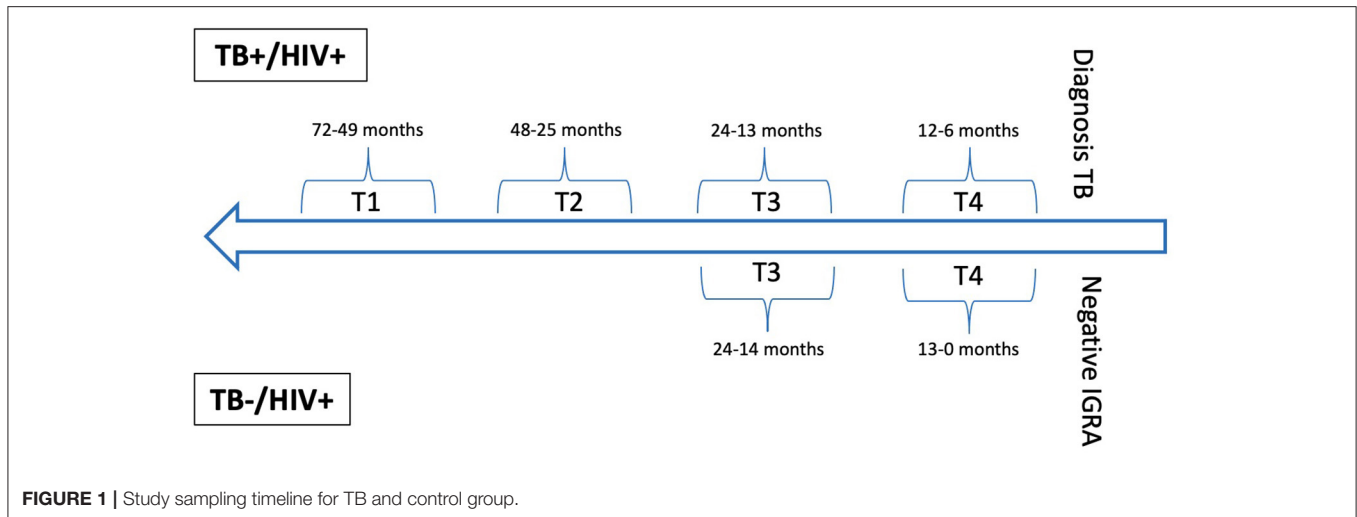 TB+/HIV+
72-49 months
48-25 months
24-13 months
12-6 months
T1
T2
T3
T4
Diagnosis TB
T3
T4
24-14 months
13-0 months
Negative IGRA
TB-/HIV+
FIGURE 1 | Study sampling timeline for TB and control group.